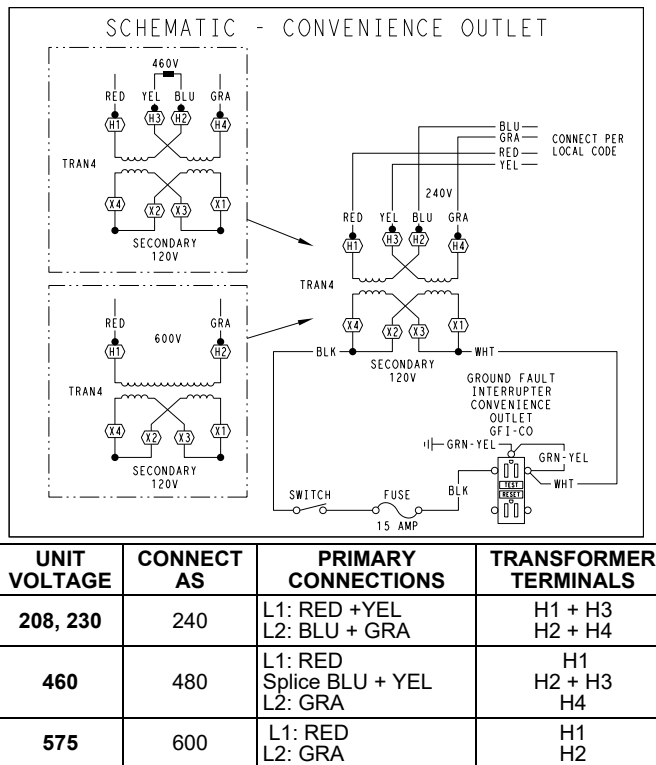 SCHEMATIC - CONVENIENCE OUTLET
460V
RED YEL BLU GRA
H1 H3 H2 H4
TRAN4
X4 X2 X3 X1
SECONDARY
120V
RED GRA
600V
H1 H2
TRAN4
X4 X2 X3 X1
SECONDARY
120V
BLU
GRA
RED
YEL
CONNECT PER
LOCAL CODE
240V
RED YEL BLU GRA
H1 H3 H2 H4
TRAN4
X4 X2 X3 X1
BLK
SECONDARY
120V
WHT
GROUND FAULT
INTERRUPTER
CONVENIENCE
OUTLET
GFI-CO
GRN-YEL
GRN-YEL
TEST
RESET
WHT
BLK
SWITCH
FUSE
15 AMP
UNIT VOLTAGE CONNECT AS PRIMARY CONNECTIONS TRANSFORMER TERMINALS
208, 230 240
L1: RED +YEL H1 + H3
L2: BLU + GRA H2 + H4
460 480
L1: RED H1
Splice BLU + YEL H2 + H3
L2: GRA H4
575 600
L1: RED H1
L2: GRA H2